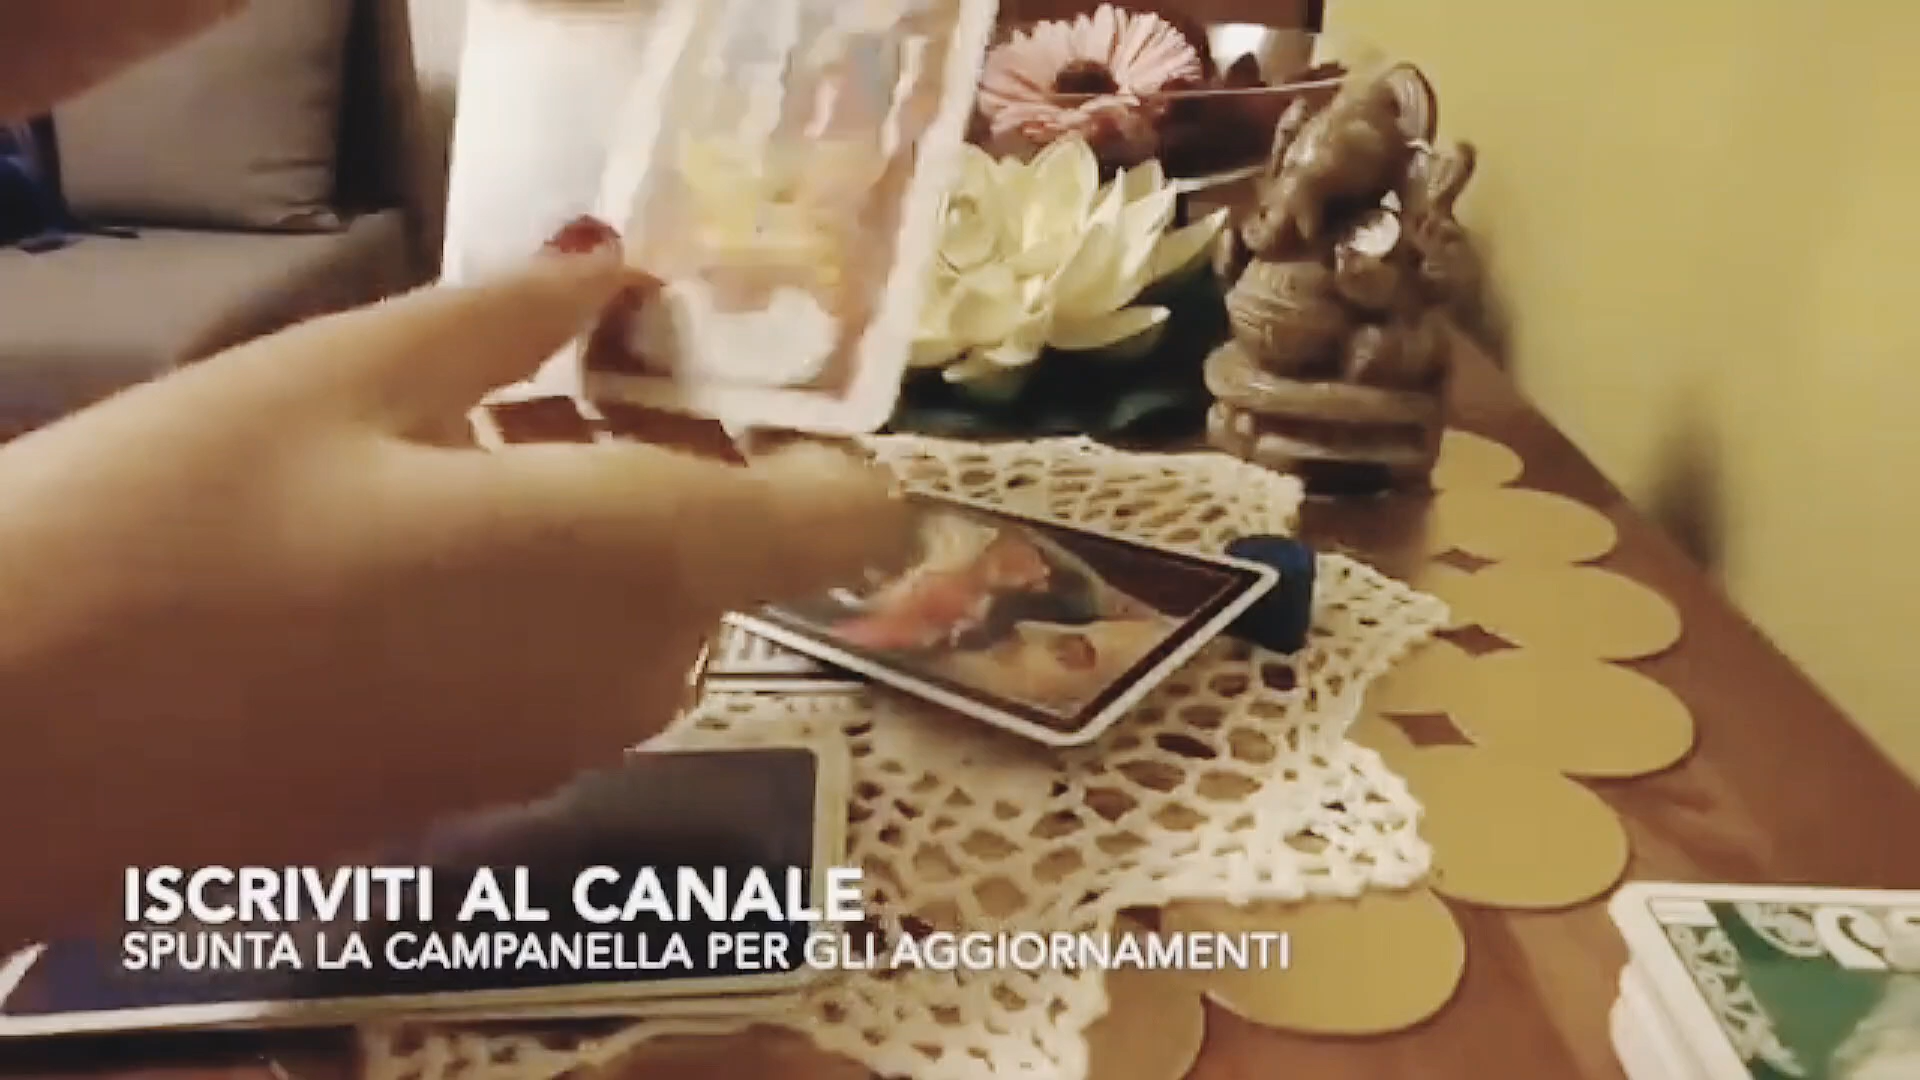 ISCRIVITI AL CANALE
SPUNTA LA CAMPANELLA PER GLI AGGIORNAMENTI